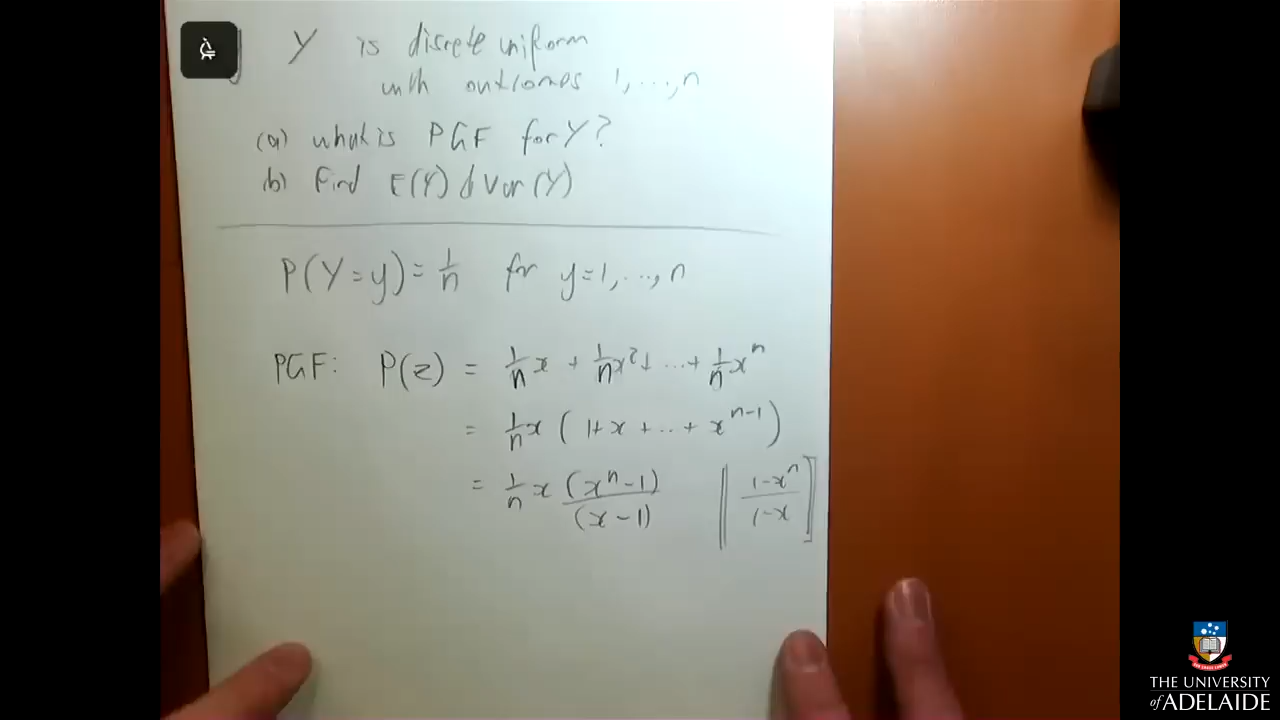 Y is discrete uniform
with outcomes 1, ..., n
(a) what is PGF for Y?
(b) Find E(Y) & Var(Y)
P(Y=y) = 1/n for y=1, ..., n
PGF: P(z) = 1/n x + 1/n x² + ... + 1/n xⁿ
= 1/n x (1+x + ... + xⁿ⁻¹)
= 1/n x (xⁿ-1)/(x-1) [(1-xⁿ)/(1-x)]
THE UNIVERSITY
of ADELAIDE